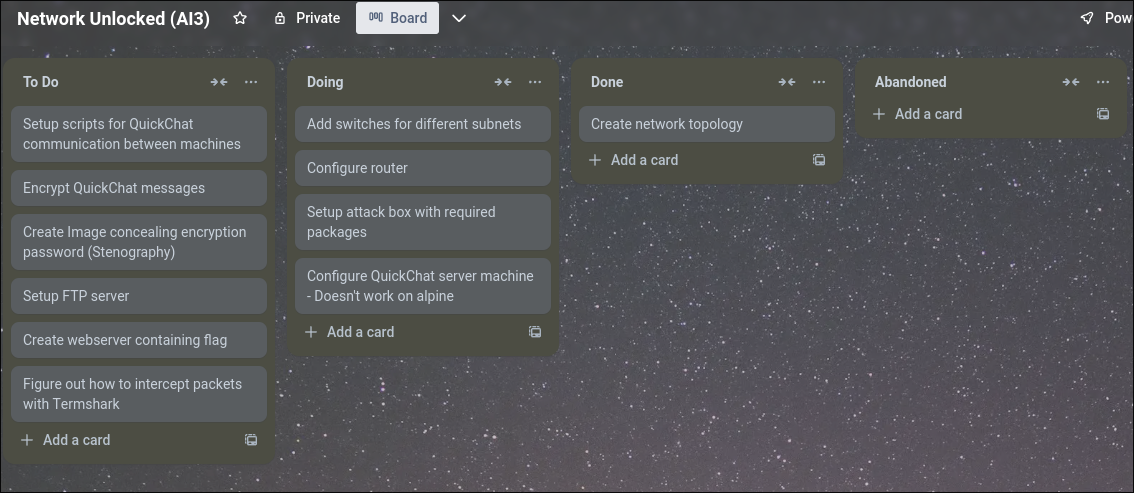 Network Unlocked (AI3)
Private
Board
Pow
To Do
Setup scripts for QuickChat
communication between machines
Encrypt QuickChat messages
Create Image concealing encryption
password (Stenography)
Setup FTP server
Create webserver containing flag
Figure out how to intercept packets
with Termshark
+ Add a card
Doing
Add switches for different subnets
Configure router
Setup attack box with required
packages
Configure QuickChat server machine
- Doesn't work on alpine
+ Add a card
Done
Create network topology
+ Add a card
Abandoned
+ Add a card